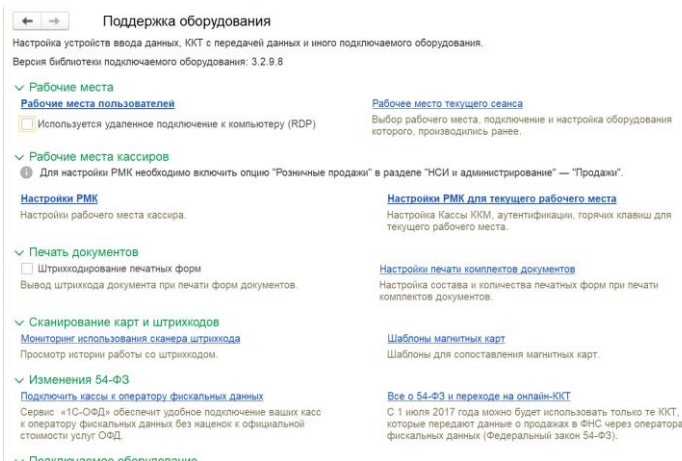 Поддержка оборудования
Настройка устройств ввода данных, ККТ с передачей данных и иного подключаемого оборудования.
Версия библиотеки подключаемого оборудования: 3.2.9.8
Рабочие места
Рабочие места пользователей
Используется удаленное подключение к компьютеру (RDP)
Рабочее место текущего сеанса
Выбор рабочего места, подключение и настройка оборудования
которого, производились ранее.
Рабочие места кассиров
Для настройки РМК необходимо включить опцию "Розничные продажи" в разделе "НСИ и администрирование" — "Продажи".
Настройки РМК
Настройки рабочего места кассира.
Настройки РМК для текущего рабочего места
Настройка Кассы ККМ, аутентификации, горячих клавиш для
текущего рабочего места.
Печать документов
Штрихкодирование печатных форм
Вывод штрихкода документа при печати форм документов.
Настройки печати комплектов документов
Настройка состава и количества печатных форм при печати
комплектов документов.
Сканирование карт и штрихкодов
Мониторинг использования сканера штрихкода
Просмотр истории работы со штрихкодом.
Шаблоны магнитных карт
Шаблоны для сопоставления магнитных карт.
Изменения 54-ФЗ
Подключить кассы к оператору фискальных данных
Сервис «1С-ОФД» обеспечит удобное подключение ваших касс
к оператору фискальных данных без наценок к официальной
стоимости услуг ОФД.
Все о 54-ФЗ и переходе на онлайн-ККТ
С 1 июля 2017 года можно будет использовать только те ККТ,
которые передают данные о продажах в ФНС через оператора
фискальных данных (Федеральный закон 54-ФЗ).
Подключаемое оборудование